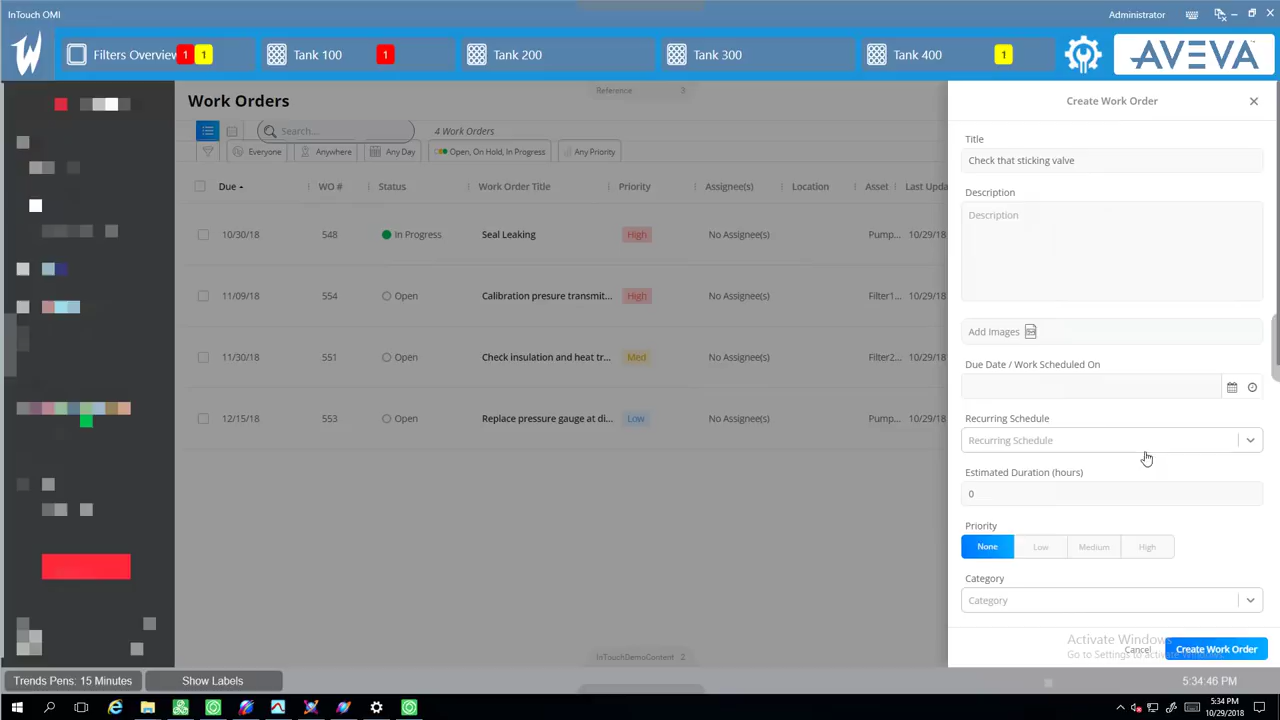 InTouch OMI
Administrator
Filters Overview 1 1
Tank 100 1
Tank 200
Tank 300
Tank 400 1
AVEVA
Work Orders
Reference 3
Search...
4 Work Orders
Everyone
Anywhere
Any Day
Open, On Hold, In Progress
Any Priority
Due WO # Status Work Order Title Priority Assignee(s) Location Asset Last Upda
10/30/18 548 In Progress Seal Leaking High No Assignee(s) Pump... 10/29/18
11/09/18 554 Open Calibration presure transmit... High No Assignee(s) Filter1... 10/29/18
11/30/18 551 Open Check insulation and heat tr... Med No Assignee(s) Filter2... 10/29/18
12/15/18 553 Open Replace pressure gauge at di... Low No Assignee(s) Pump... 10/29/18
InTouchDemoContent 2
Create Work Order
Title
Check that sticking valve
Description
Description
Add Images
Due Date / Work Scheduled On
Recurring Schedule
Recurring Schedule
Estimated Duration (hours)
0
Priority
None Low Medium High
Category
Category
Activate Windows
Go to Settings to activate Windows.
Cancel
Create Work Order
Trends Pens: 15 Minutes
Show Labels
5:34:46 PM
5:34 PM
10/29/2018